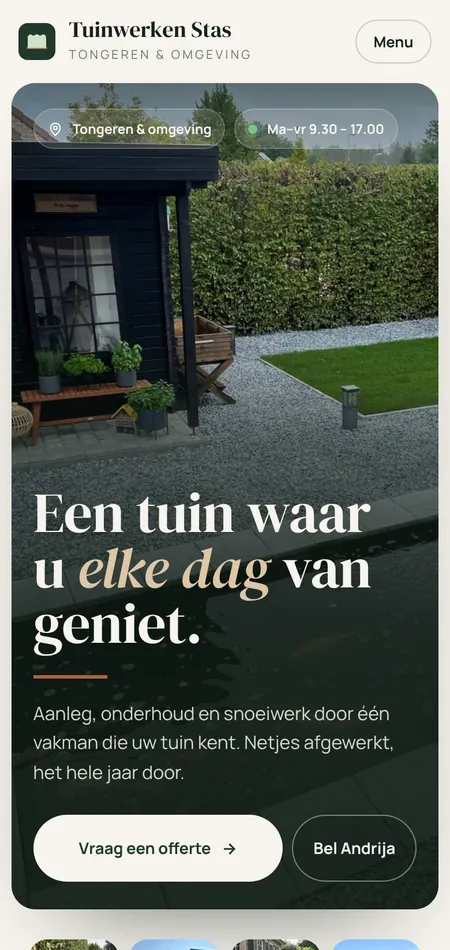 Tuinwerken Stas
TONGEREN & OMGEVING
Menu
Tongeren & omgeving
Ma–vr 9.30 – 17.00
Een tuin waar
u elke dag van
geniet.
Aanleg, onderhoud en snoeiwerk door één
vakman die uw tuin kent. Netjes afgewerkt,
het hele jaar door.
Vraag een offerte →
Bel Andrija